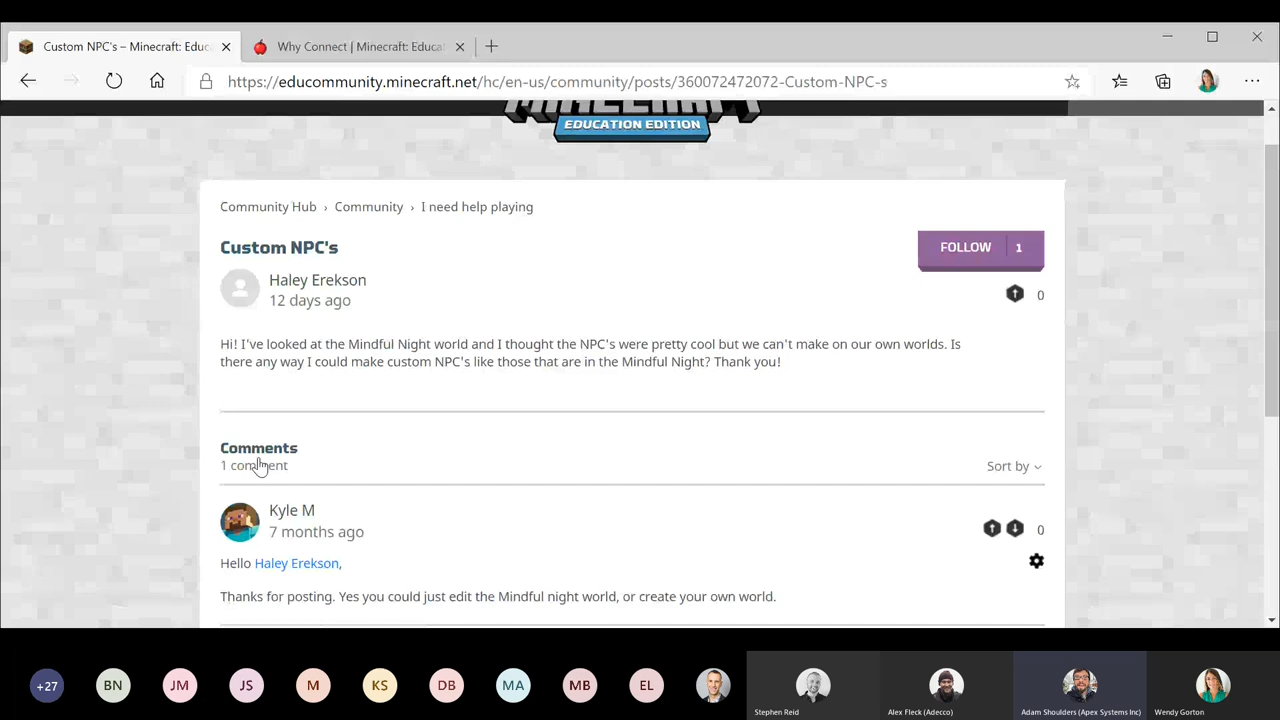 Custom NPC's – Minecraft: Educ
Why Connect | Minecraft: Educa
https://educommunity.minecraft.net/hc/en-us/community/posts/360072472072-Custom-NPC-s
MINECRAFT
EDUCATION EDITION
Community Hub › Community › I need help playing
Custom NPC's
FOLLOW 1
Haley Erekson
12 days ago
0
Hi! I've looked at the Mindful Night world and I thought the NPC's were pretty cool but we can't make on our own worlds. Is
there any way I could make custom NPC's like those that are in the Mindful Night? Thank you!
Comments
1 comment
Sort by
Kyle M
7 months ago
0
Hello Haley Erekson,
Thanks for posting. Yes you could just edit the Mindful night world, or create your own world.
+27 BN JM JS M KS DB MA MB EL
Stephen Reid
Alex Fleck (Adecco)
Adam Shoulders (Apex Systems Inc)
Wendy Gorton